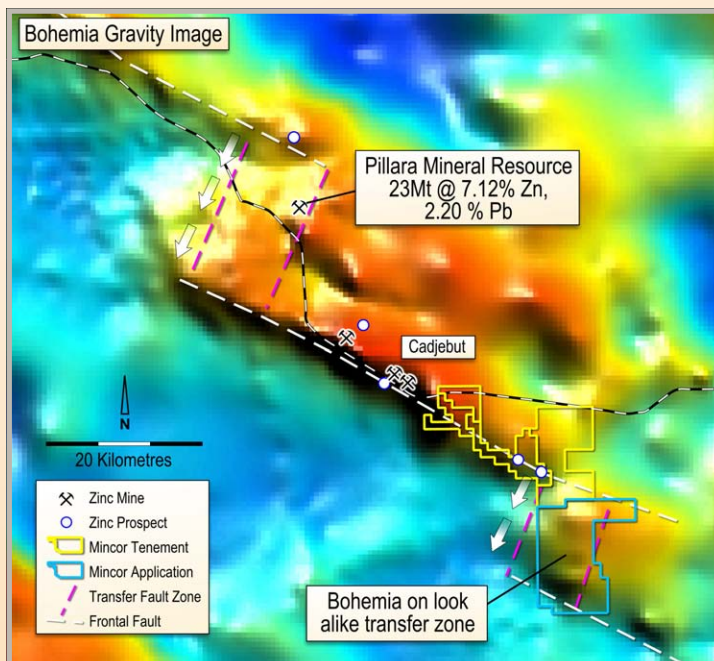 Bohemia Gravity Image
Pillara Mineral Resource
23Mt @ 7.12% Zn,
2.20 % Pb
Cadjebut
N
20 Kilometres
Zinc Mine
Zinc Prospect
Mincor Tenement
Mincor Application
Transfer Fault Zone
Frontal Fault
Bohemia on look
alike transfer zone